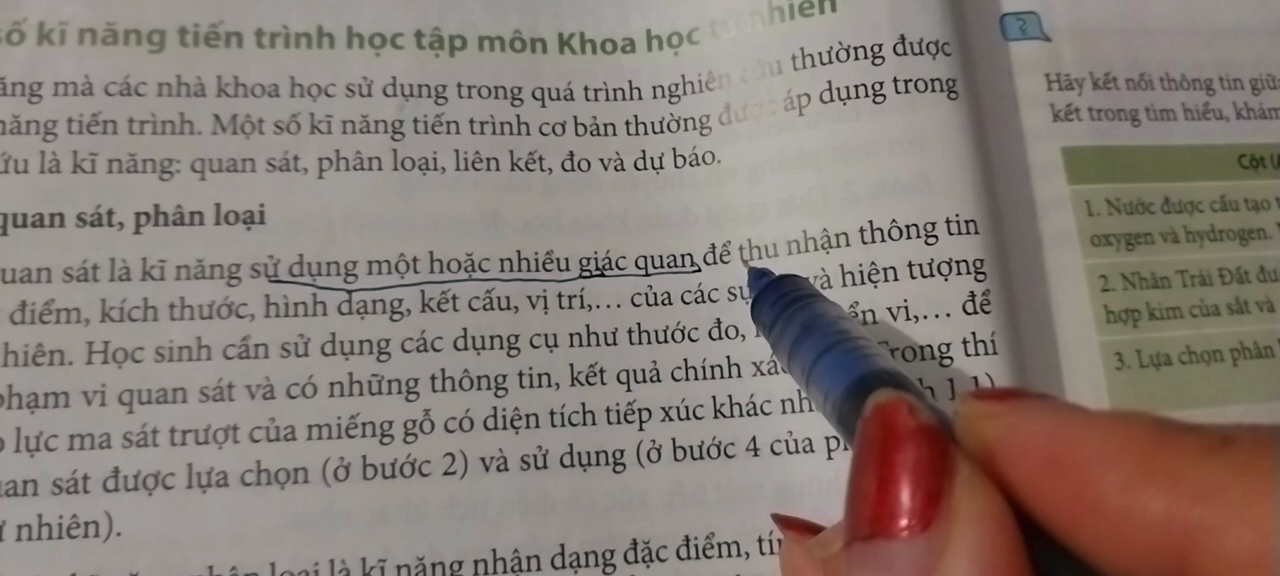 số kĩ năng tiến trình học tập môn Khoa học tự nhiên
ăng mà các nhà khoa học sử dụng trong quá trình nghiên cứu thường được
năng tiến trình. Một số kĩ năng tiến trình cơ bản thường được áp dụng trong
ứu là kĩ năng: quan sát, phân loại, liên kết, đo và dự báo.
quan sát, phân loại
uan sát là kĩ năng sử dụng một hoặc nhiều giác quan để thu nhận thông tin
điểm, kích thước, hình dạng, kết cấu, vị trí,... của các sự và hiện tượng
hiên. Học sinh cần sử dụng các dụng cụ như thước đo, ển vi,... để
phạm vi quan sát và có những thông tin, kết quả chính xác Trong thí
lực ma sát trượt của miếng gỗ có diện tích tiếp xúc khác nh 1.1)
an sát được lựa chọn (ở bước 2) và sử dụng (ở bước 4 của
nhiên).
loại là kĩ năng nhận dạng đặc điểm,
?
Hãy kết nối thông tin giữ
kết trong tìm hiểu, khám
Cột
1. Nước được cấu tạo t
oxygen và hydrogen.
2. Nhân Trái Đất đư
hợp kim của sắt và
3. Lựa chọn phân